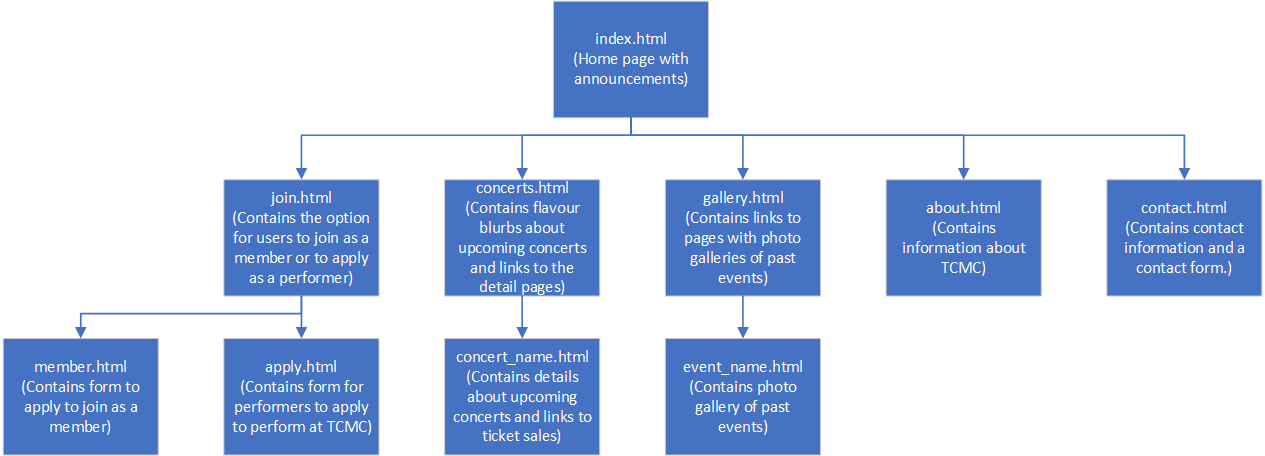 index.html
(Home page with
announcements)
join.html
(Contains the option
for users to join as a
member or to apply
as a performer)
concerts.html
(Contains flavour
blurbs about
upcoming concerts
and links to the
detail pages)
gallery.html
(Contains links to
pages with photo
galleries of past
events)
about.html
(Contains
information about
TCMC)
contact.html
(Contains contact
information and a
contact form.)
member.html
(Contains form to
apply to join as a
member)
apply.html
(Contains form for
performers to apply
to perform at TCMC)
concert_name.html
(Contains details
about upcoming
concerts and links to
ticket sales)
event_name.html
(Contains photo
gallery of past
events)